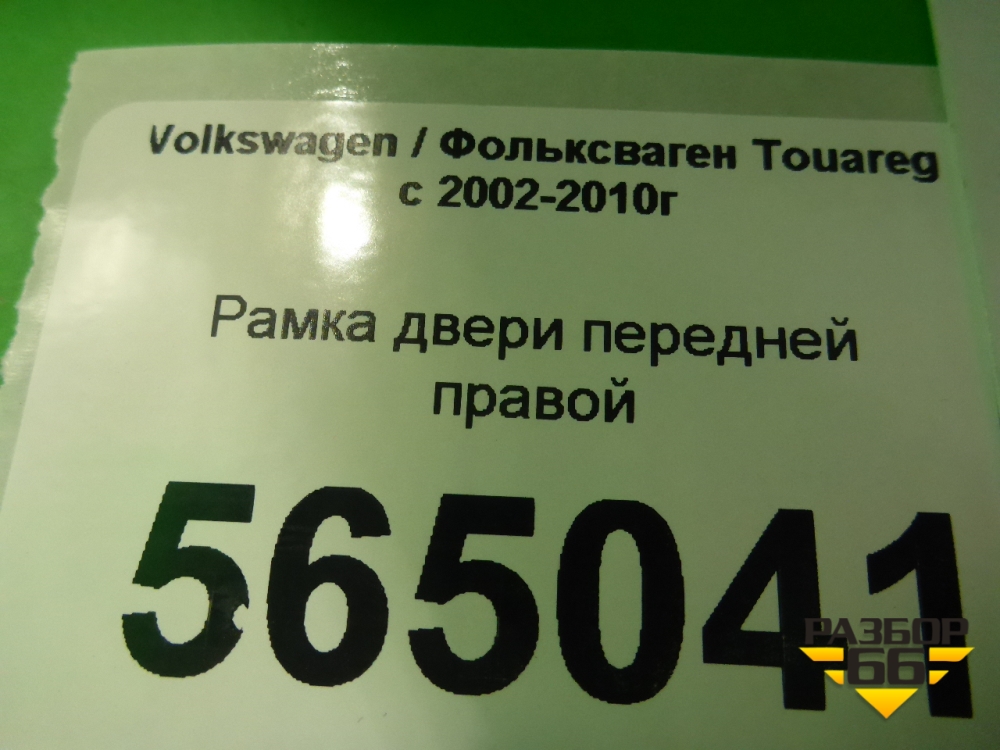 Volkswagen / Фольксваген Touareg
с 2002-2010г
Рамка двери передней
правой
565041
РАЗБОР
66